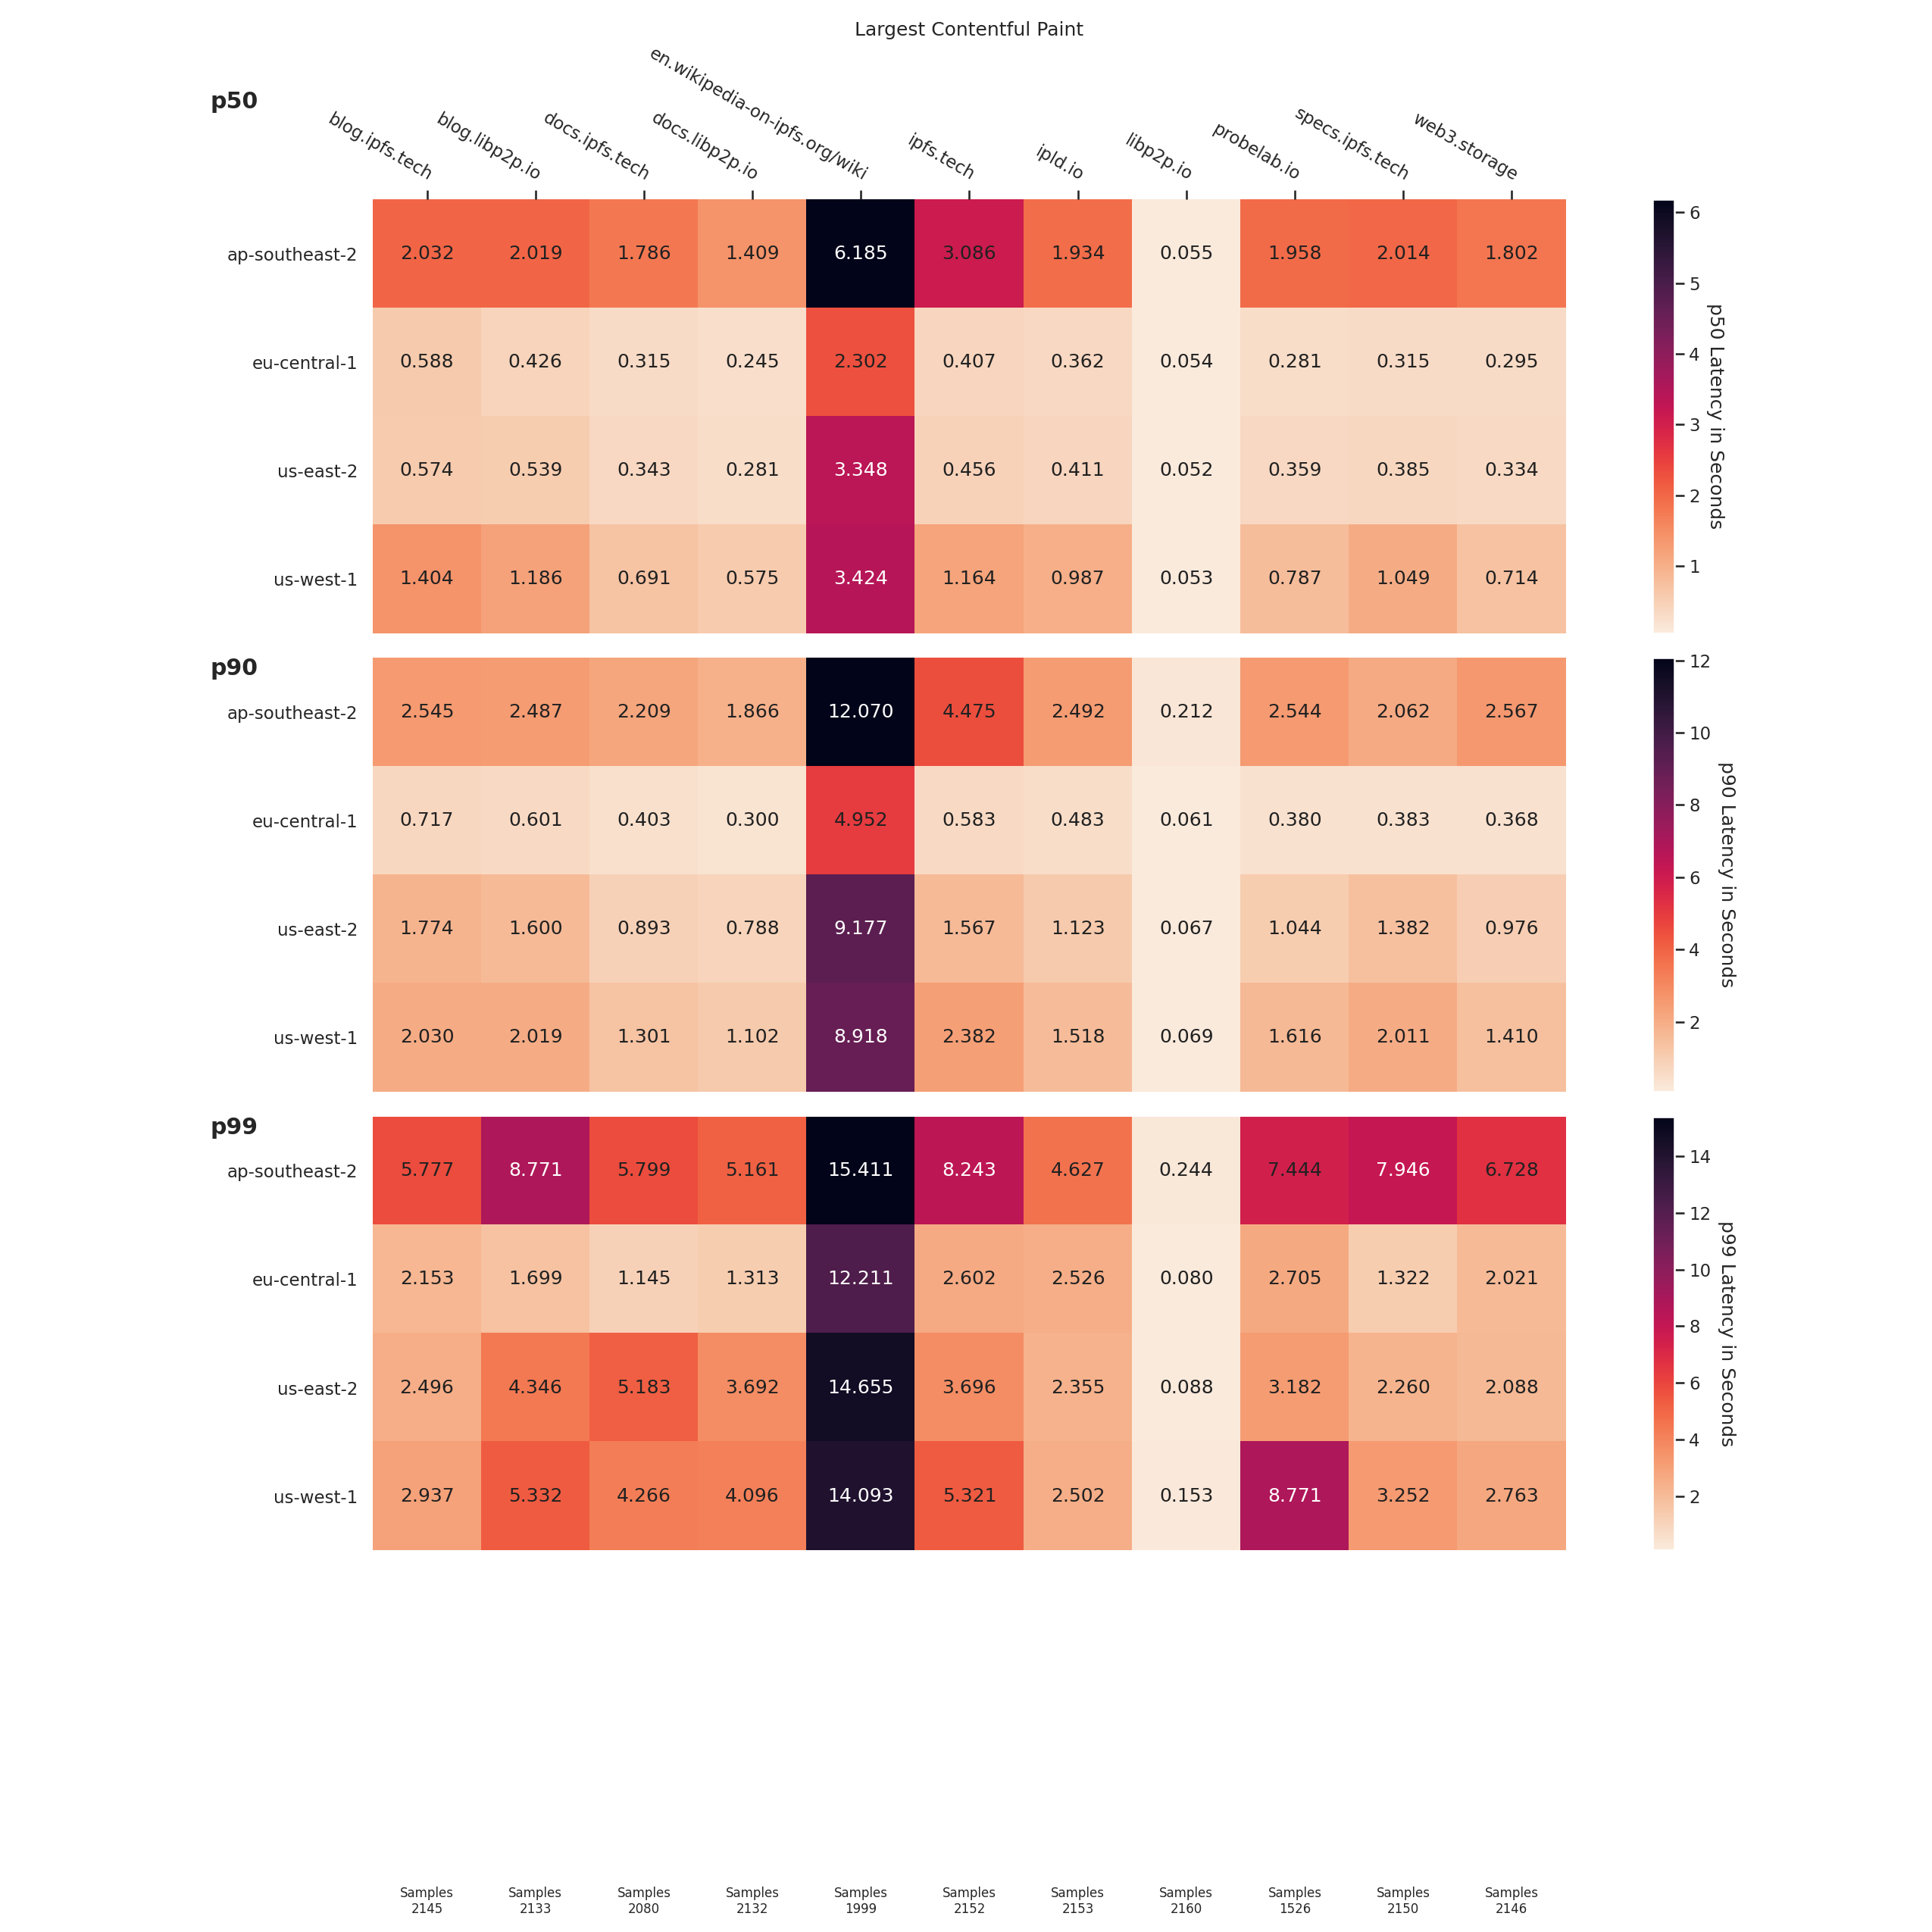 Largest Contentful Paint
p50
blog.ipfs.tech
blog.libp2p.io
docs.ipfs.tech
docs.libp2p.io
en.wikipedia-on-ipfs.org/wiki
ipfs.tech
ipld.io
libp2p.io
probelab.io
specs.ipfs.tech
web3.storage
ap-southeast-2 2.032 2.019 1.786 1.409 6.185 3.086 1.934 0.055 1.958 2.014 1.802
eu-central-1 0.588 0.426 0.315 0.245 2.302 0.407 0.362 0.054 0.281 0.315 0.295
us-east-2 0.574 0.539 0.343 0.281 3.348 0.456 0.411 0.052 0.359 0.385 0.334
us-west-1 1.404 1.186 0.691 0.575 3.424 1.164 0.987 0.053 0.787 1.049 0.714
6
5
4
3
2
1
p50 Latency in Seconds
p90
ap-southeast-2 2.545 2.487 2.209 1.866 12.070 4.475 2.492 0.212 2.544 2.062 2.567
eu-central-1 0.717 0.601 0.403 0.300 4.952 0.583 0.483 0.061 0.380 0.383 0.368
us-east-2 1.774 1.600 0.893 0.788 9.177 1.567 1.123 0.067 1.044 1.382 0.976
us-west-1 2.030 2.019 1.301 1.102 8.918 2.382 1.518 0.069 1.616 2.011 1.410
12
10
8
6
4
2
p90 Latency in Seconds
p99
ap-southeast-2 5.777 8.771 5.799 5.161 15.411 8.243 4.627 0.244 7.444 7.946 6.728
eu-central-1 2.153 1.699 1.145 1.313 12.211 2.602 2.526 0.080 2.705 1.322 2.021
us-east-2 2.496 4.346 5.183 3.692 14.655 3.696 2.355 0.088 3.182 2.260 2.088
us-west-1 2.937 5.332 4.266 4.096 14.093 5.321 2.502 0.153 8.771 3.252 2.763
14
12
10
8
6
4
2
p99 Latency in Seconds
Samples Samples Samples Samples Samples Samples Samples Samples Samples Samples Samples
2145 2133 2080 2132 1999 2152 2153 2160 1526 2150 2146